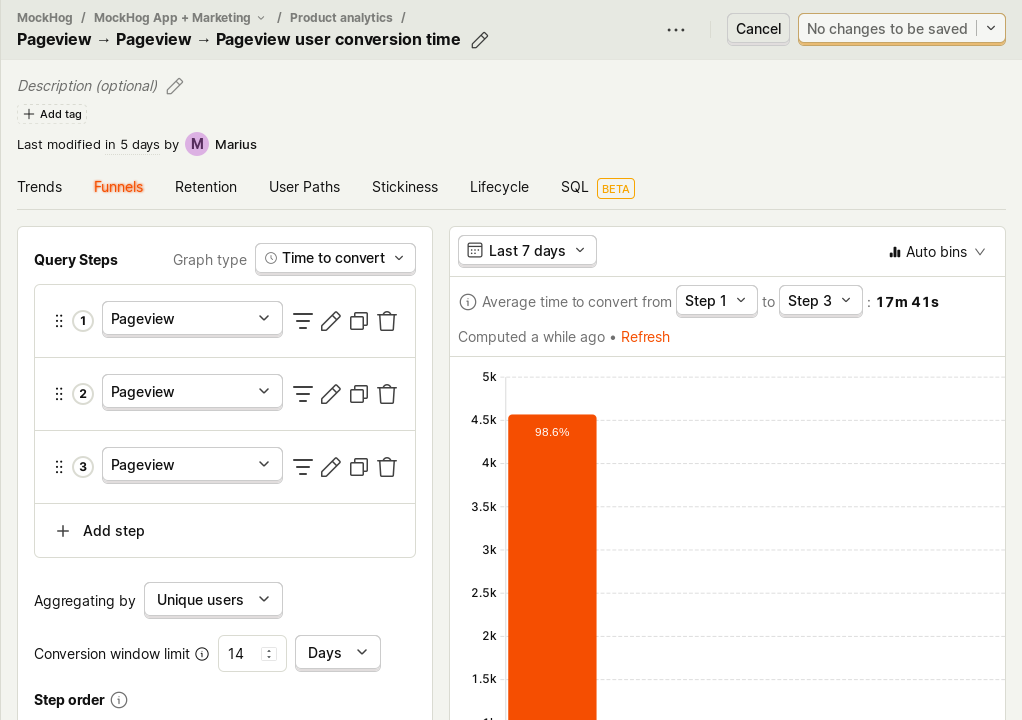 MockHog / MockHog App + Marketing / Product analytics /
Pageview → Pageview → Pageview user conversion time
Cancel
No changes to be saved
Description (optional)
Add tag
Last modified in 5 days by M Marius
Trends Funnels Retention User Paths Stickiness Lifecycle SQL BETA
Query Steps Graph type Time to convert
1 Pageview
2 Pageview
3 Pageview
Add step
Aggregating by Unique users
Conversion window limit 14 Days
Step order
Last 7 days Auto bins
Average time to convert from Step 1 to Step 3 : 17m 41s
Computed a while ago • Refresh
5k
4.5k
98.6%
4k
3.5k
3k
2.5k
2k
1.5k